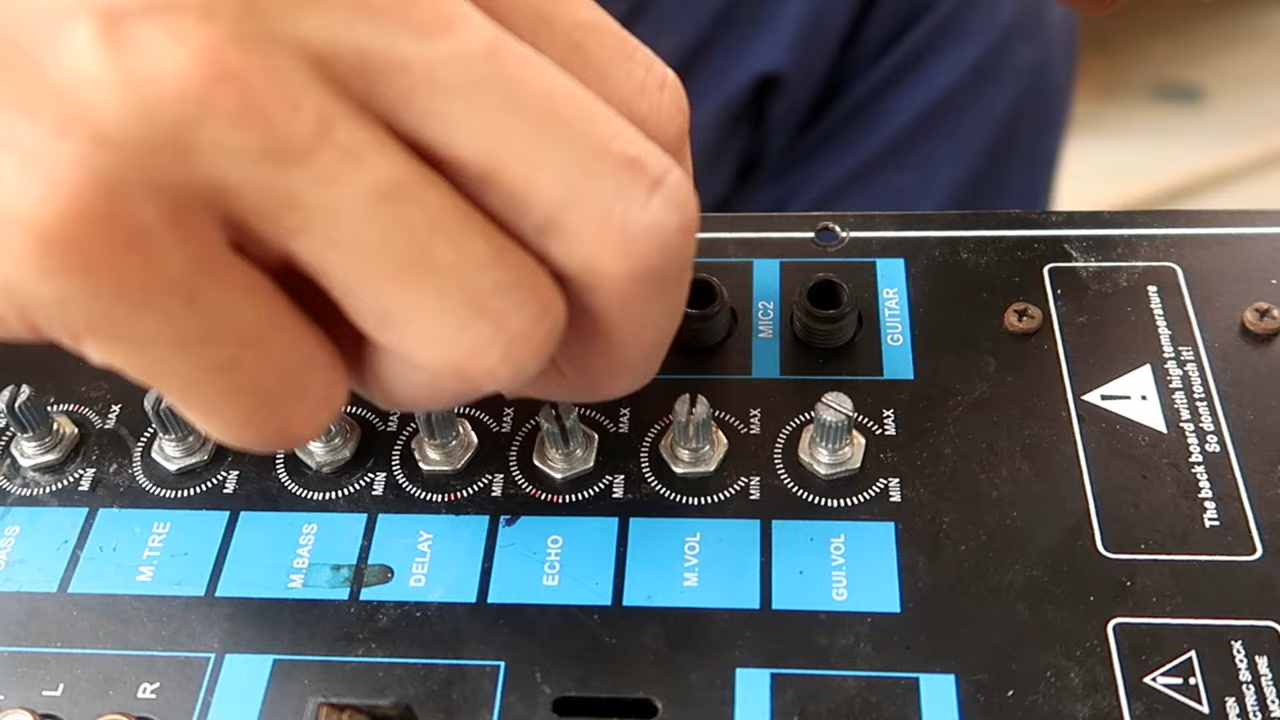 MIC2
GUITAR
MAX
MAX
MAX
MAX
MAX
MAX
MIN
MIN
MIN
MIN
MIN
MIN
MIN
M.TRE
M.BASS
DELAY
ECHO
M.VOL
GUI.VOL
The back board with high temperature
So dont touch it!
L
R